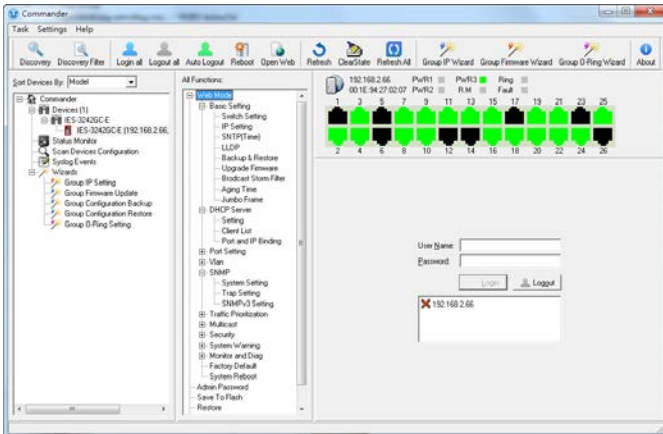 Commander
Task Settings Help
Discovery Discovery Filter Login all Logout all Auto Logout Reboot Open Web Refresh ClearState Refresh All Group IP Wizard Group Firmware Wizard Group O-Ring Wizard About
Sort Devices By: Model
Commander
Devices (1)
IES-3242GC-E
IES-3242GC-E (192.168.2.66,
Status Monitor
Scan Devices Configuration
Syslog Events
Wizards
Group IP Setting
Group Firmware Update
Group Configuration Backup
Group Configuration Restore
Group O-Ring Setting
All Functions:
Web Mode
Basic Setting
Switch Setting
IP Setting
SNTP(Time)
LLDP
Backup & Restore
Upgrade Firmware
Brodcast Storm Filter
Aging Time
Jumbo Frame
DHCP Server
Setting
Client List
Port and IP Binding
Port Setting
Vlan
SNMP
System Setting
Trap Setting
SNMPv3 Setting
Traffic Prioritization
Multicast
Security
System Warning
Monitor and Diag
Factory Default
System Reboot
Admin Password
Save To Flash
Restore
192.168.2.66 PWR1 PWR3 Ring
00.1E.94.27.02.07 PWR2 R.M Fault
1 3 5 7 9 11 13 15 17 19 21 23 25
2 4 6 8 10 12 14 16 18 20 22 24 26
User Name:
Password:
Login Logout
192.168.2.66